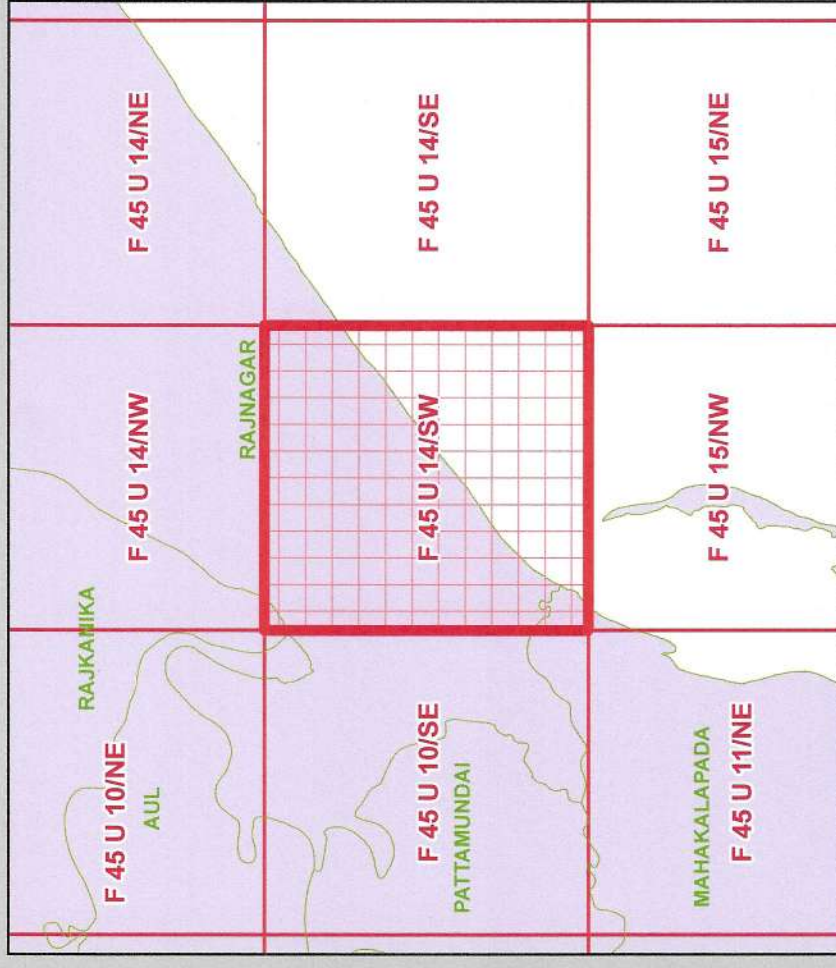 RAJKANIKA
F 45 U 10/NE
F 45 U 14/NW
F 45 U 14/NE
AUL
RAJNAGAR
F 45 U 10/SE
F 45 U 14/SW
F 45 U 14/SE
PATTAMUNDAI
MAHAKALAPADA
F 45 U 11/NE
F 45 U 15/NW
F 45 U 15/NE